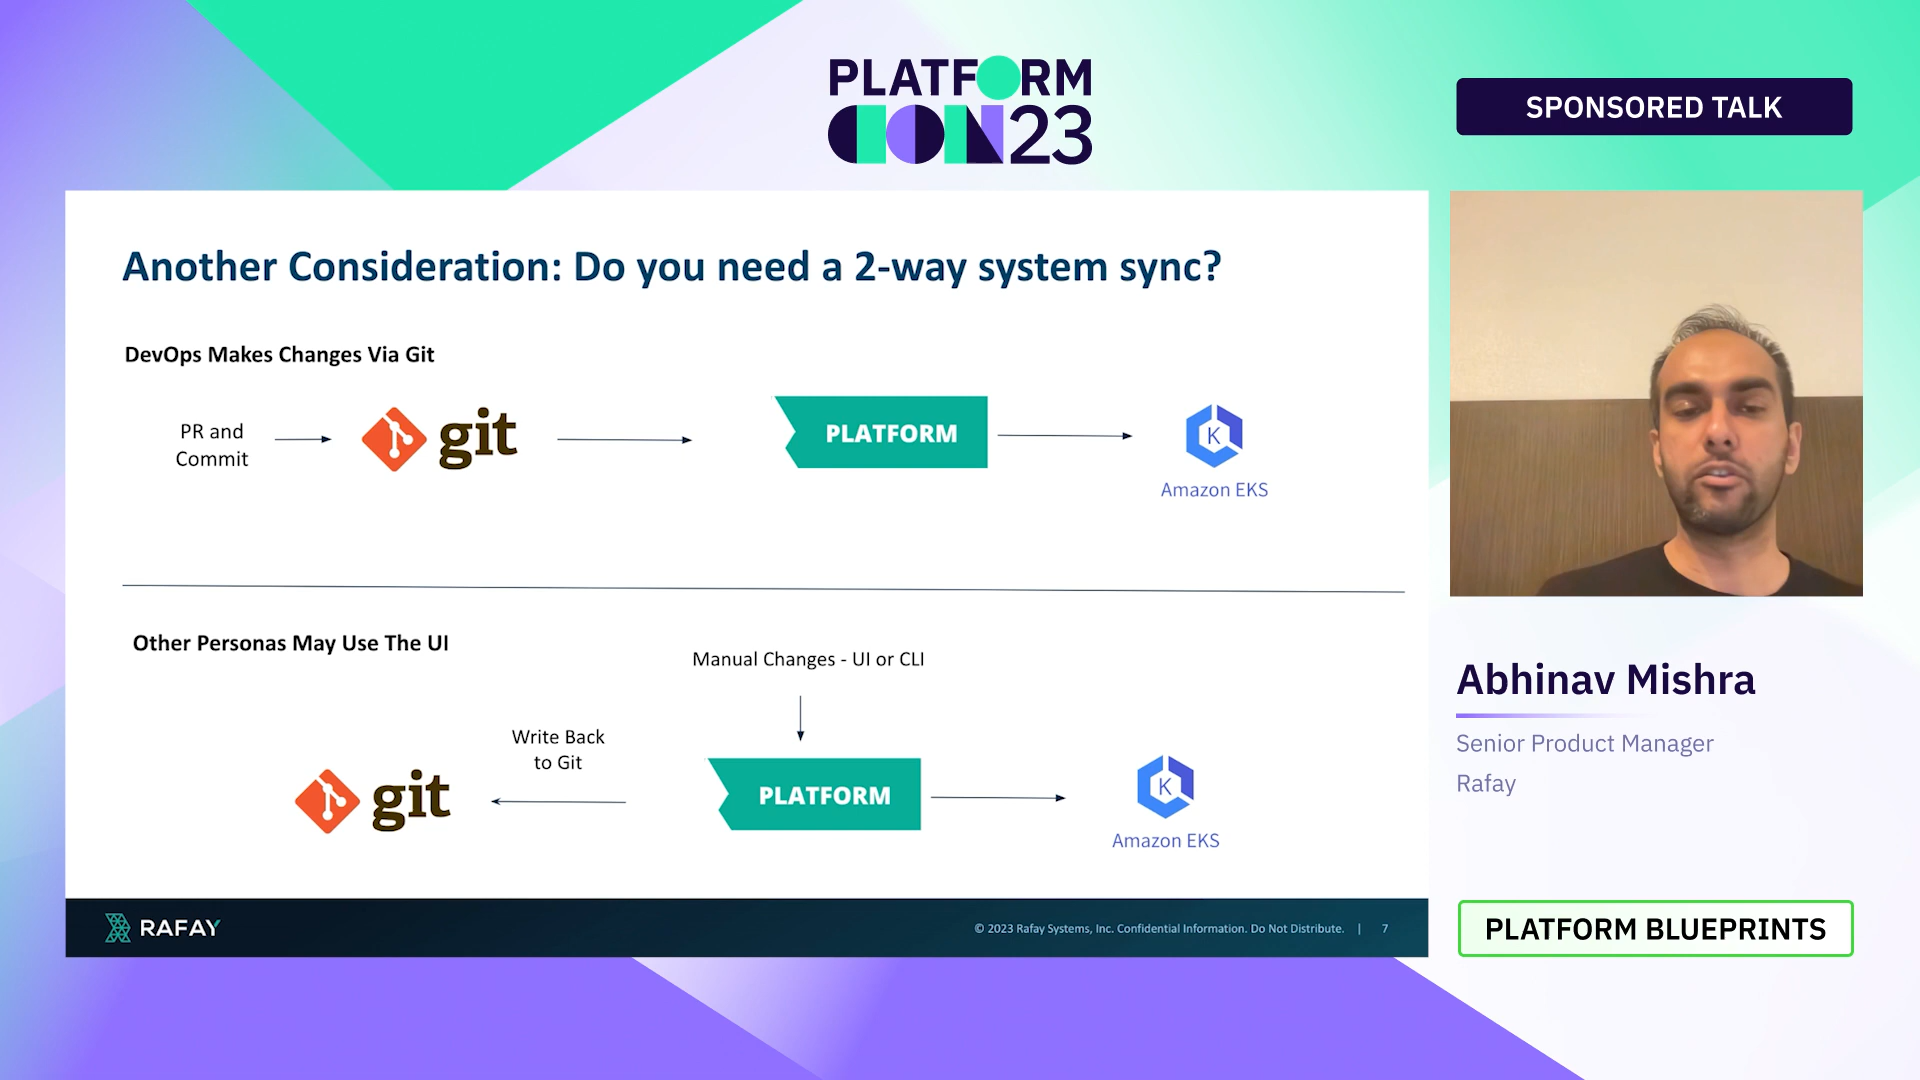 PLATFORM
CON23
SPONSORED TALK
Another Consideration: Do you need a 2-way system sync?
DevOps Makes Changes Via Git
PR and
Commit
git
PLATFORM
K
Amazon EKS
Other Personas May Use The UI
Manual Changes - UI or CLI
Write Back
to Git
git
PLATFORM
K
Amazon EKS
RAFAY
© 2023 Rafay Systems, Inc. Confidential Information. Do Not Distribute. | 7
Abhinav Mishra
Senior Product Manager
Rafay
PLATFORM BLUEPRINTS